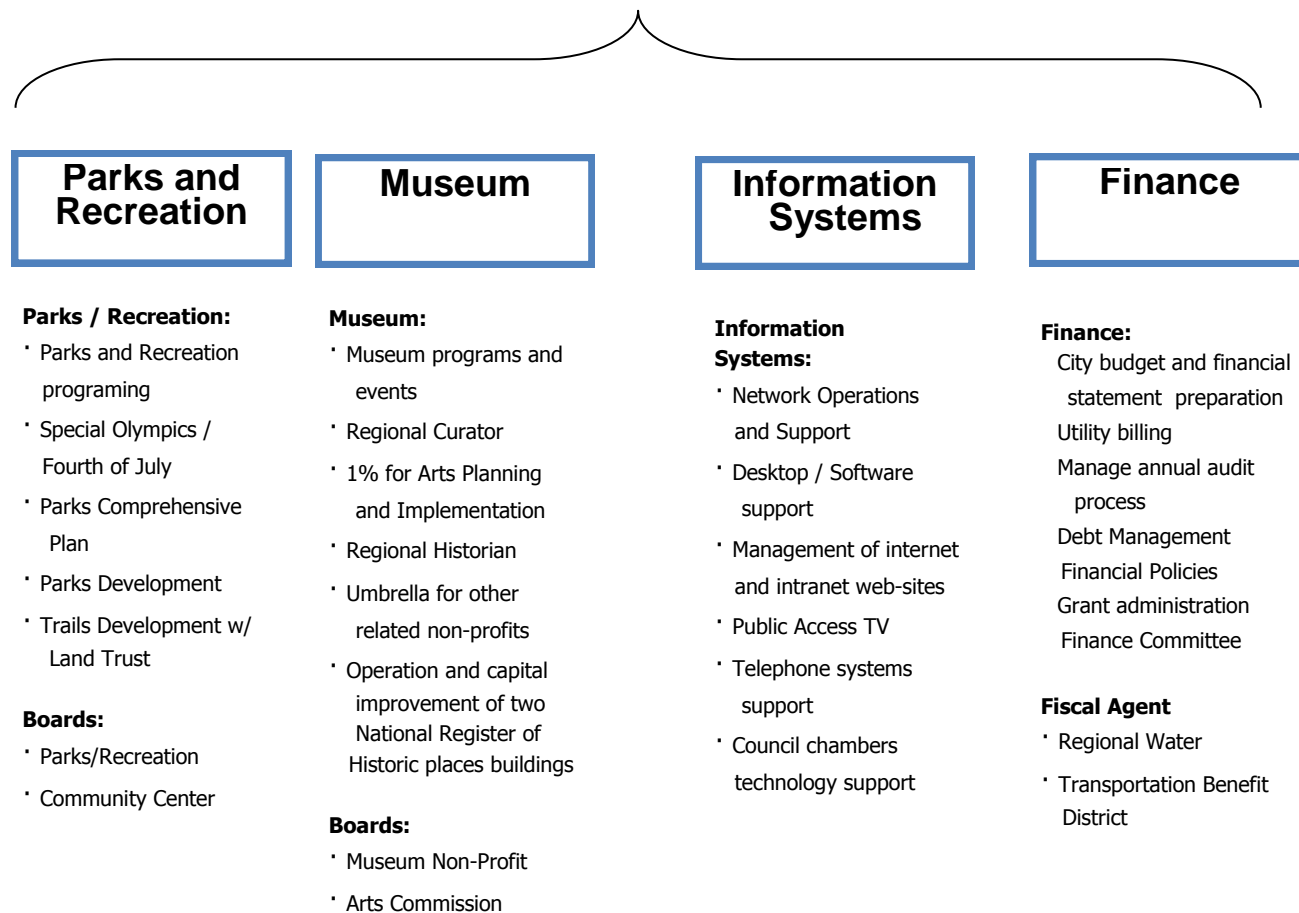 Parks and
Recreation
Museum
Information
Systems
Finance
Parks / Recreation:
· Parks and Recreation
programing
· Special Olympics /
Fourth of July
· Parks Comprehensive
Plan
· Parks Development
· Trails Development w/
Land Trust
Boards:
· Parks/Recreation
· Community Center
Museum:
· Museum programs and
events
· Regional Curator
· 1% for Arts Planning
and Implementation
· Regional Historian
· Umbrella for other
related non-profits
· Operation and capital
improvement of two
National Register of
Historic places buildings
Boards:
· Museum Non-Profit
· Arts Commission
Information
Systems:
· Network Operations
and Support
· Desktop / Software
support
· Management of internet
and intranet web-sites
· Public Access TV
· Telephone systems
support
· Council chambers
technology support
Finance:
City budget and financial
statement preparation
Utility billing
Manage annual audit
process
Debt Management
Financial Policies
Grant administration
Finance Committee
Fiscal Agent
· Regional Water
· Transportation Benefit
District